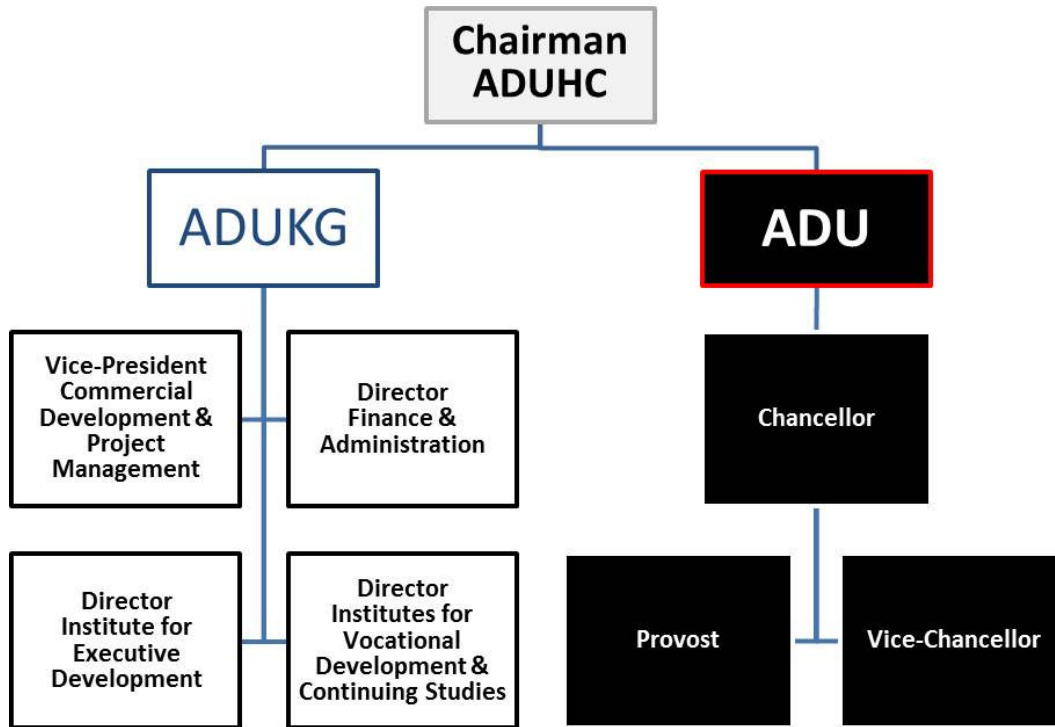 Chairman
ADUHC
ADUKG
ADU
Vice-President
Commercial
Development &
Project
Management
Director
Finance &
Administration
Chancellor
Director
Institute for
Executive
Development
Director
Institutes for
Vocational
Development &
Continuing Studies
Provost
Vice-Chancellor